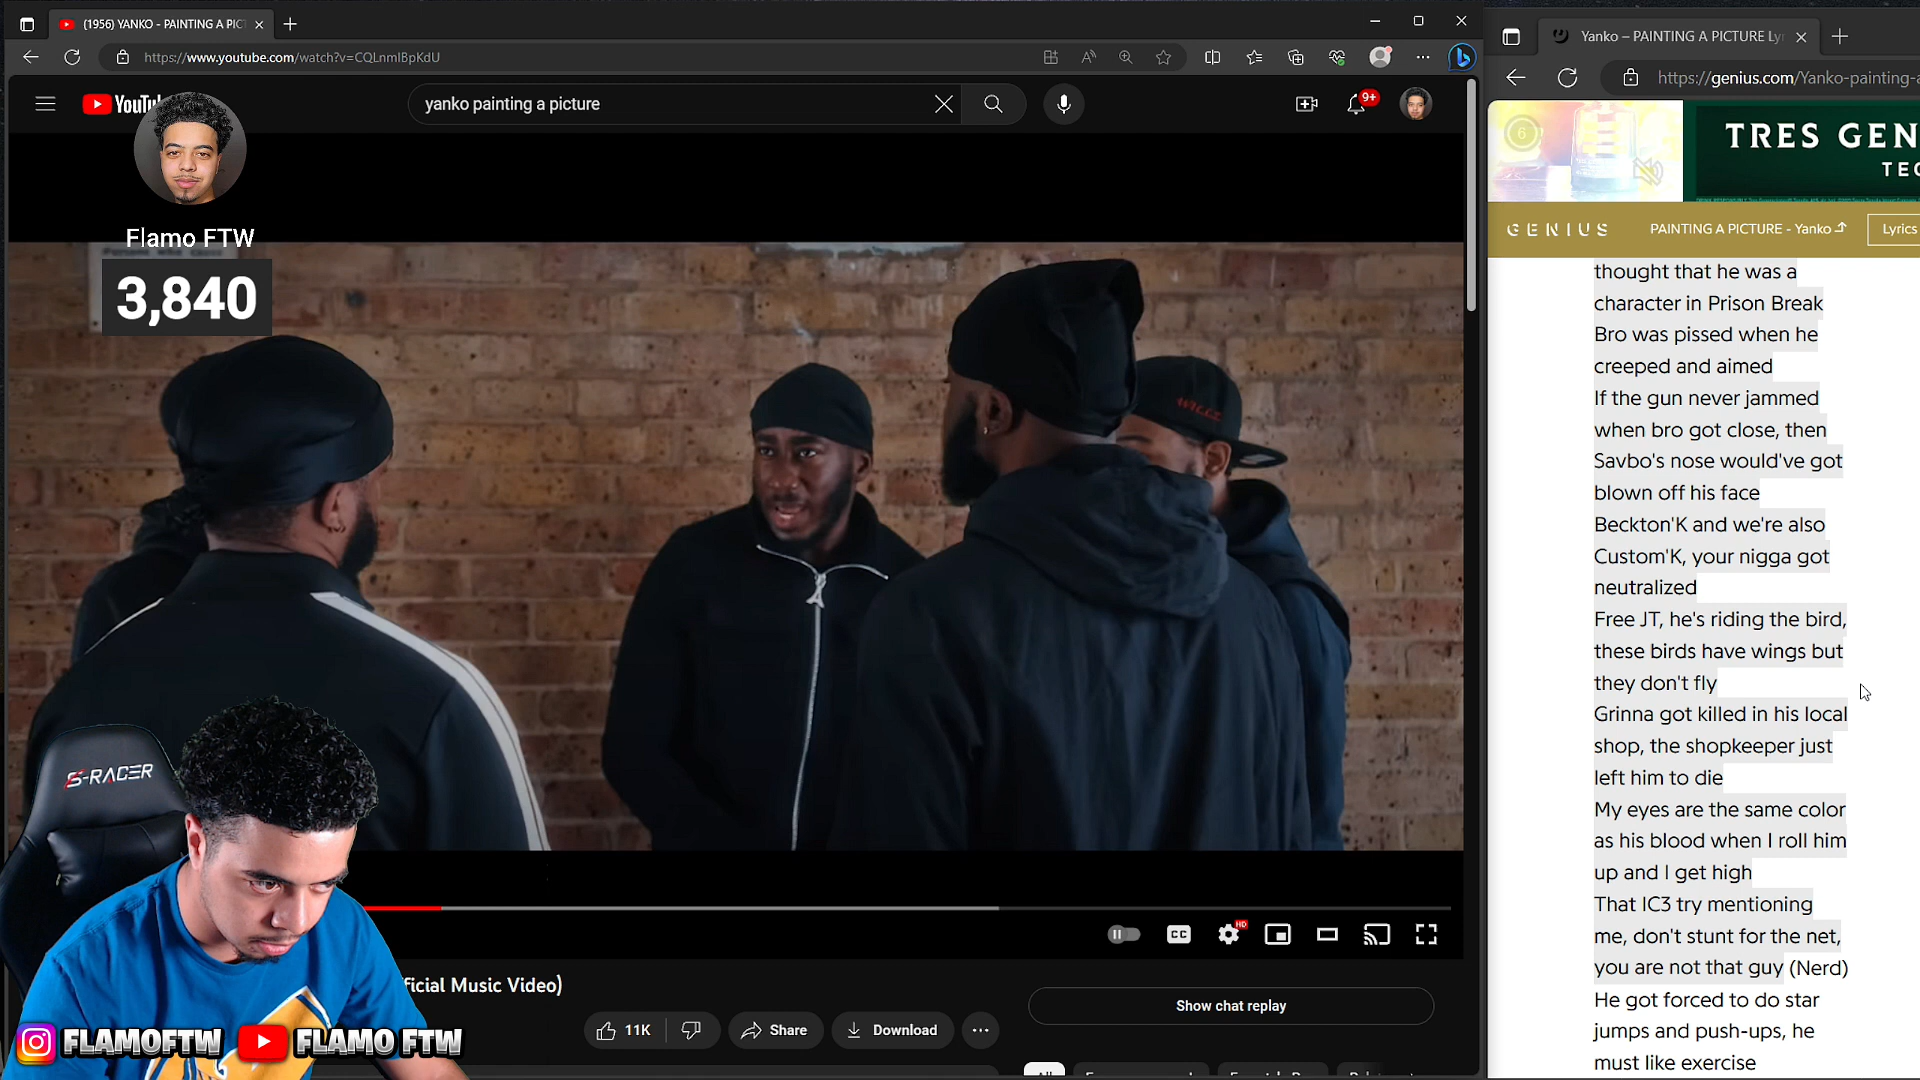 (1956) YANKO - PAINTING A PIC
https://www.youtube.com/watch?v=CQLnmlBpKdU
yanko painting a picture
9+
Flamo FTW
3,840
S-RACER
CC
HD
ficial Music Video)
11K
Share
Download
Show chat replay
All
FLAMOFTW
FLAMO FTW
Yanko – PAINTING A PICTURE Lyr
https://genius.com/Yanko-painting-a
6
TRES GEN
TEC
GENIUS
PAINTING A PICTURE - Yanko
Lyrics
thought that he was a
character in Prison Break
Bro was pissed when he
creeped and aimed
If the gun never jammed
when bro got close, then
Savbo's nose would've got
blown off his face
Beckton'K and we're also
Custom'K, your nigga got
neutralized
Free JT, he's riding the bird,
these birds have wings but
they don't fly
Grinna got killed in his local
shop, the shopkeeper just
left him to die
My eyes are the same color
as his blood when I roll him
up and I get high
That IC3 try mentioning
me, don't stunt for the net,
you are not that guy (Nerd)
He got forced to do star
jumps and push-ups, he
must like exercise